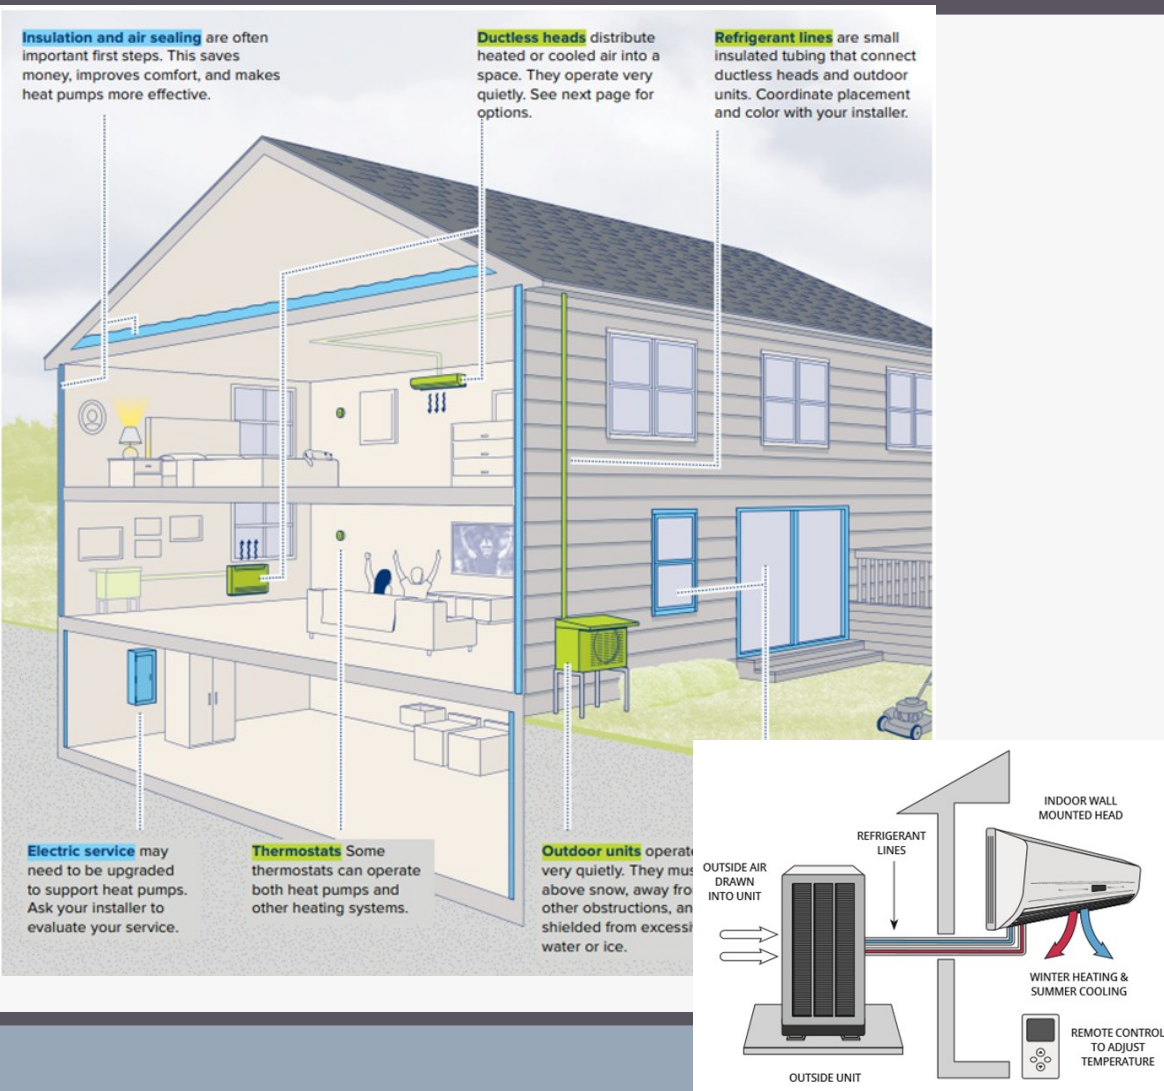 Insulation and air sealing are often
important first steps. This saves
money, improves comfort, and makes
heat pumps more effective.
Ductless heads distribute
heated or cooled air into a
space. They operate very
quietly. See next page for
options.
Refrigerant lines are small
insulated tubing that connect
ductless heads and outdoor
units. Coordinate placement
and color with your installer.
Electric service may
need to be upgraded
to support heat pumps.
Ask your installer to
evaluate your service.
Thermostats Some
thermostats can operate
both heat pumps and
other heating systems.
Outdoor units operate
very quietly. They
above snow, away
other obstructions,
shielded from
water or ice.
INDOOR WALL
MOUNTED HEAD
REFRIGERANT
LINES
OUTSIDE AIR
DRAWN
INTO UNIT
WINTER HEATING &
SUMMER COOLING
REMOTE CONTROL
TO ADJUST
TEMPERATURE
OUTSIDE UNIT